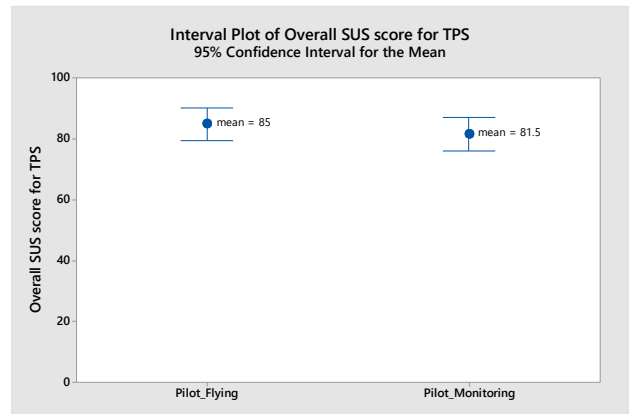 Interval Plot of Overall SUS score for TPS
95% Confidence Interval for the Mean
100
80
60
40
20
0
Overall SUS score for TPS
mean = 85
mean = 81.5
Pilot_Flying
Pilot_Monitoring